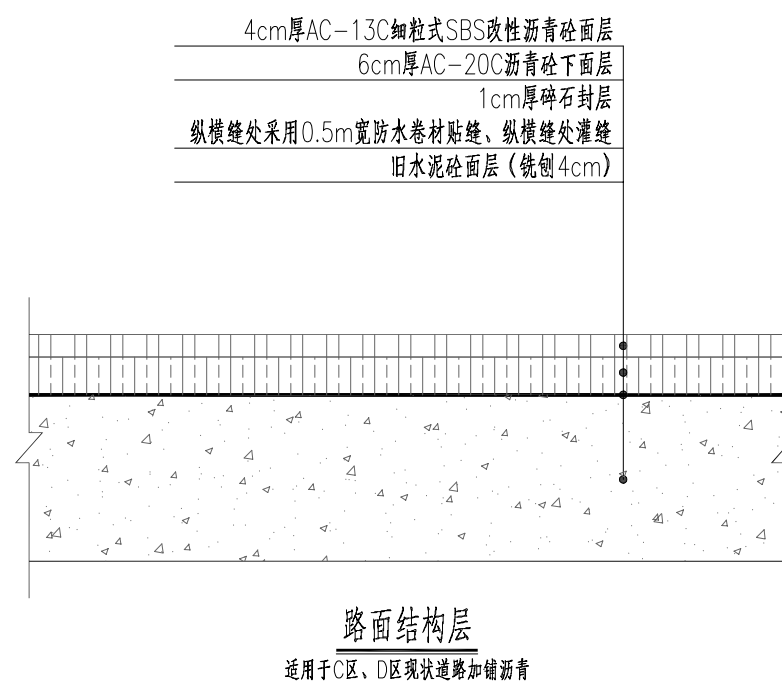 4cm厚AC-13C细粒式SBS改性沥青砼面层
6cm厚AC-20C沥青砼下面层
1cm厚碎石封层
纵横缝处采用0.5m宽防水卷材贴缝、纵横缝处灌缝
旧水泥砼面层（铣刨4cm）
路面结构层
适用于C区、D区现状道路加铺沥青